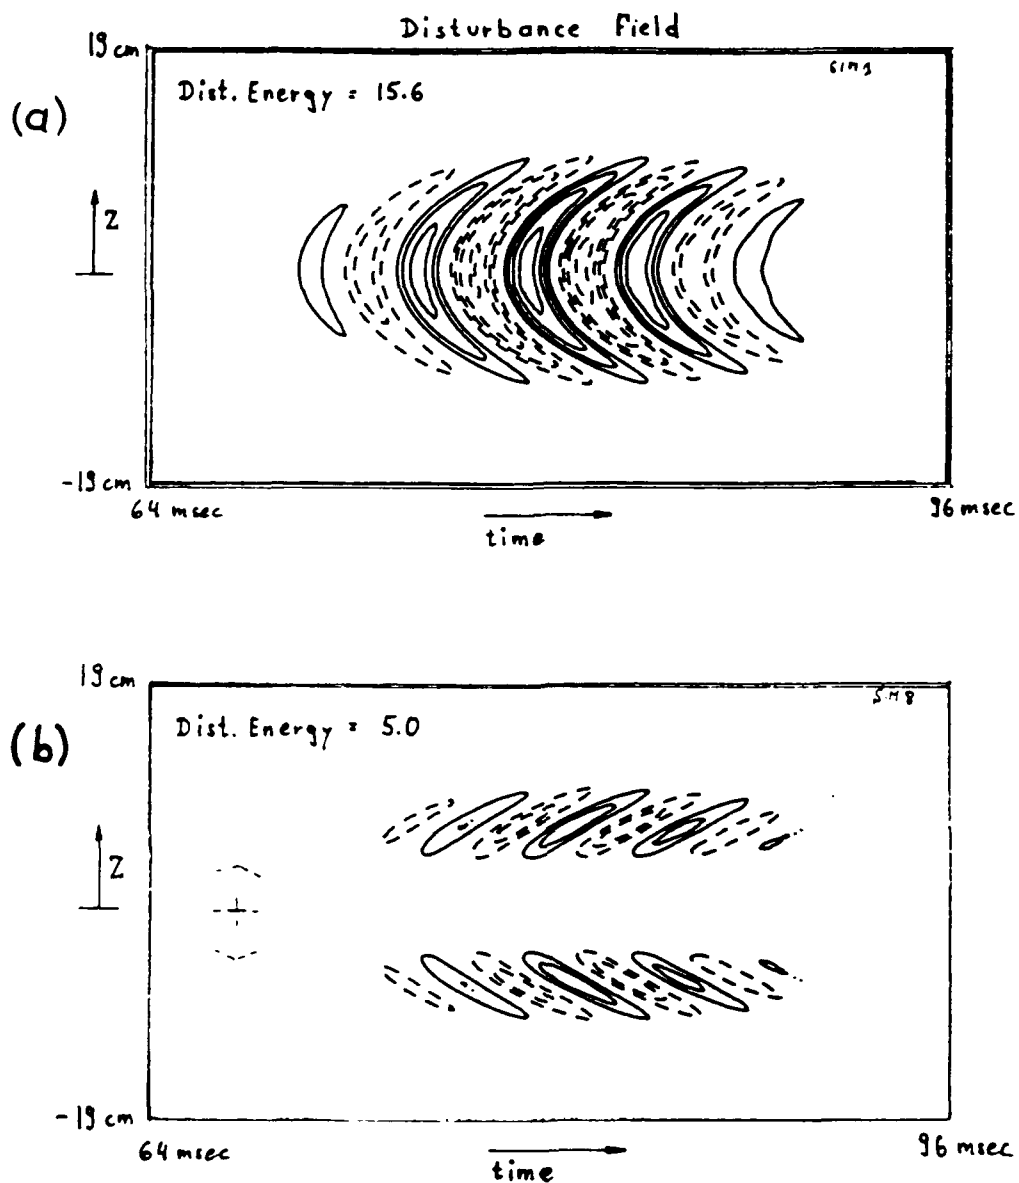 Disturbance Field
19 cm
Dist. Energy = 15.6
(a)
Z
-19 cm
64 msec
96 msec
time
19 cm
Dist. Energy = 5.0
(b)
Z
-19 cm
64 msec
96 msec
time